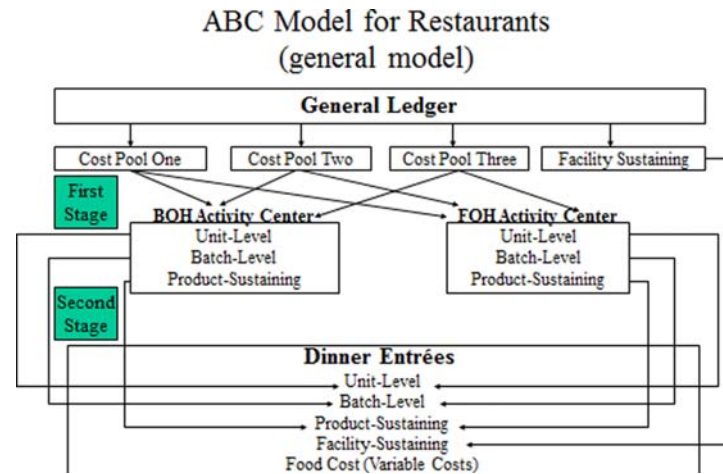 ABC Model for Restaurants
(general model)
General Ledger
Cost Pool One
Cost Pool Two
Cost Pool Three
Facility Sustaining
First
Stage
BOH Activity Center
Unit-Level
Batch-Level
Product-Sustaining
FOH Activity Center
Unit-Level
Batch-Level
Product-Sustaining
Second
Stage
Dinner Entrées
Unit-Level
Batch-Level
Product-Sustaining
Facility-Sustaining
Food Cost (Variable Costs)